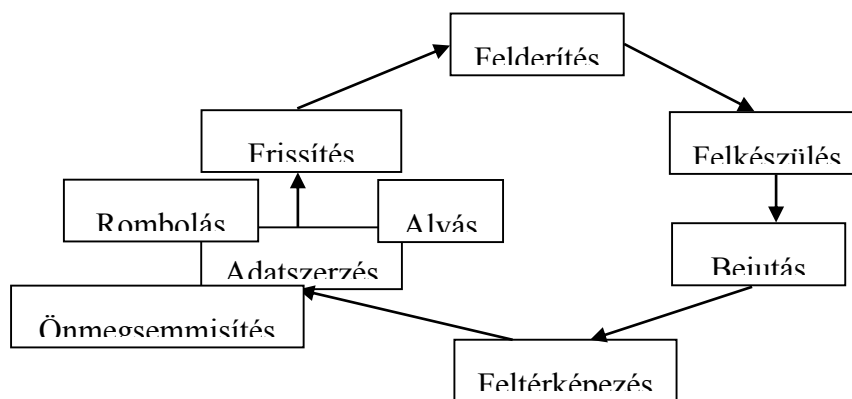 Felderítés
Frissítés
Felkészülés
Rombolás
Alvás
Adatszerzés
Bejutás
Önmegsemmisítés
Feltérképezés